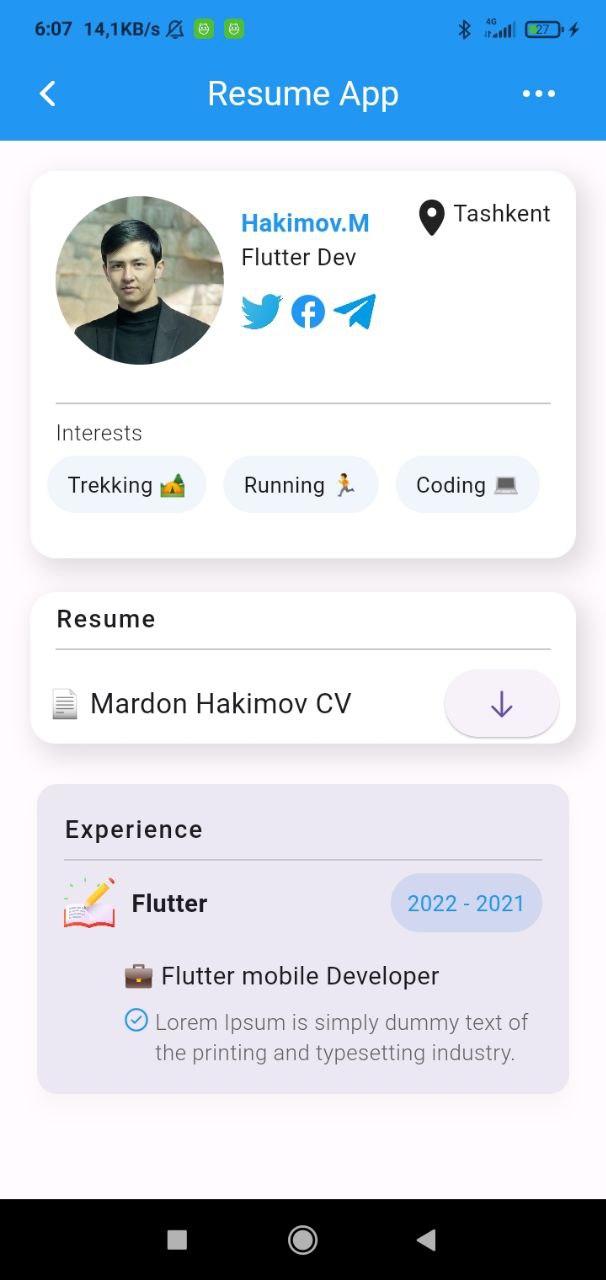 6:07 14,1KB/s 4G 27
Resume App
Hakimov.M
Tashkent
Flutter Dev
Interests
Trekking
Running
Coding
Resume
Mardon Hakimov CV
Experience
Flutter
2022 - 2021
Flutter mobile Developer
Lorem Ipsum is simply dummy text of
the printing and typesetting industry.